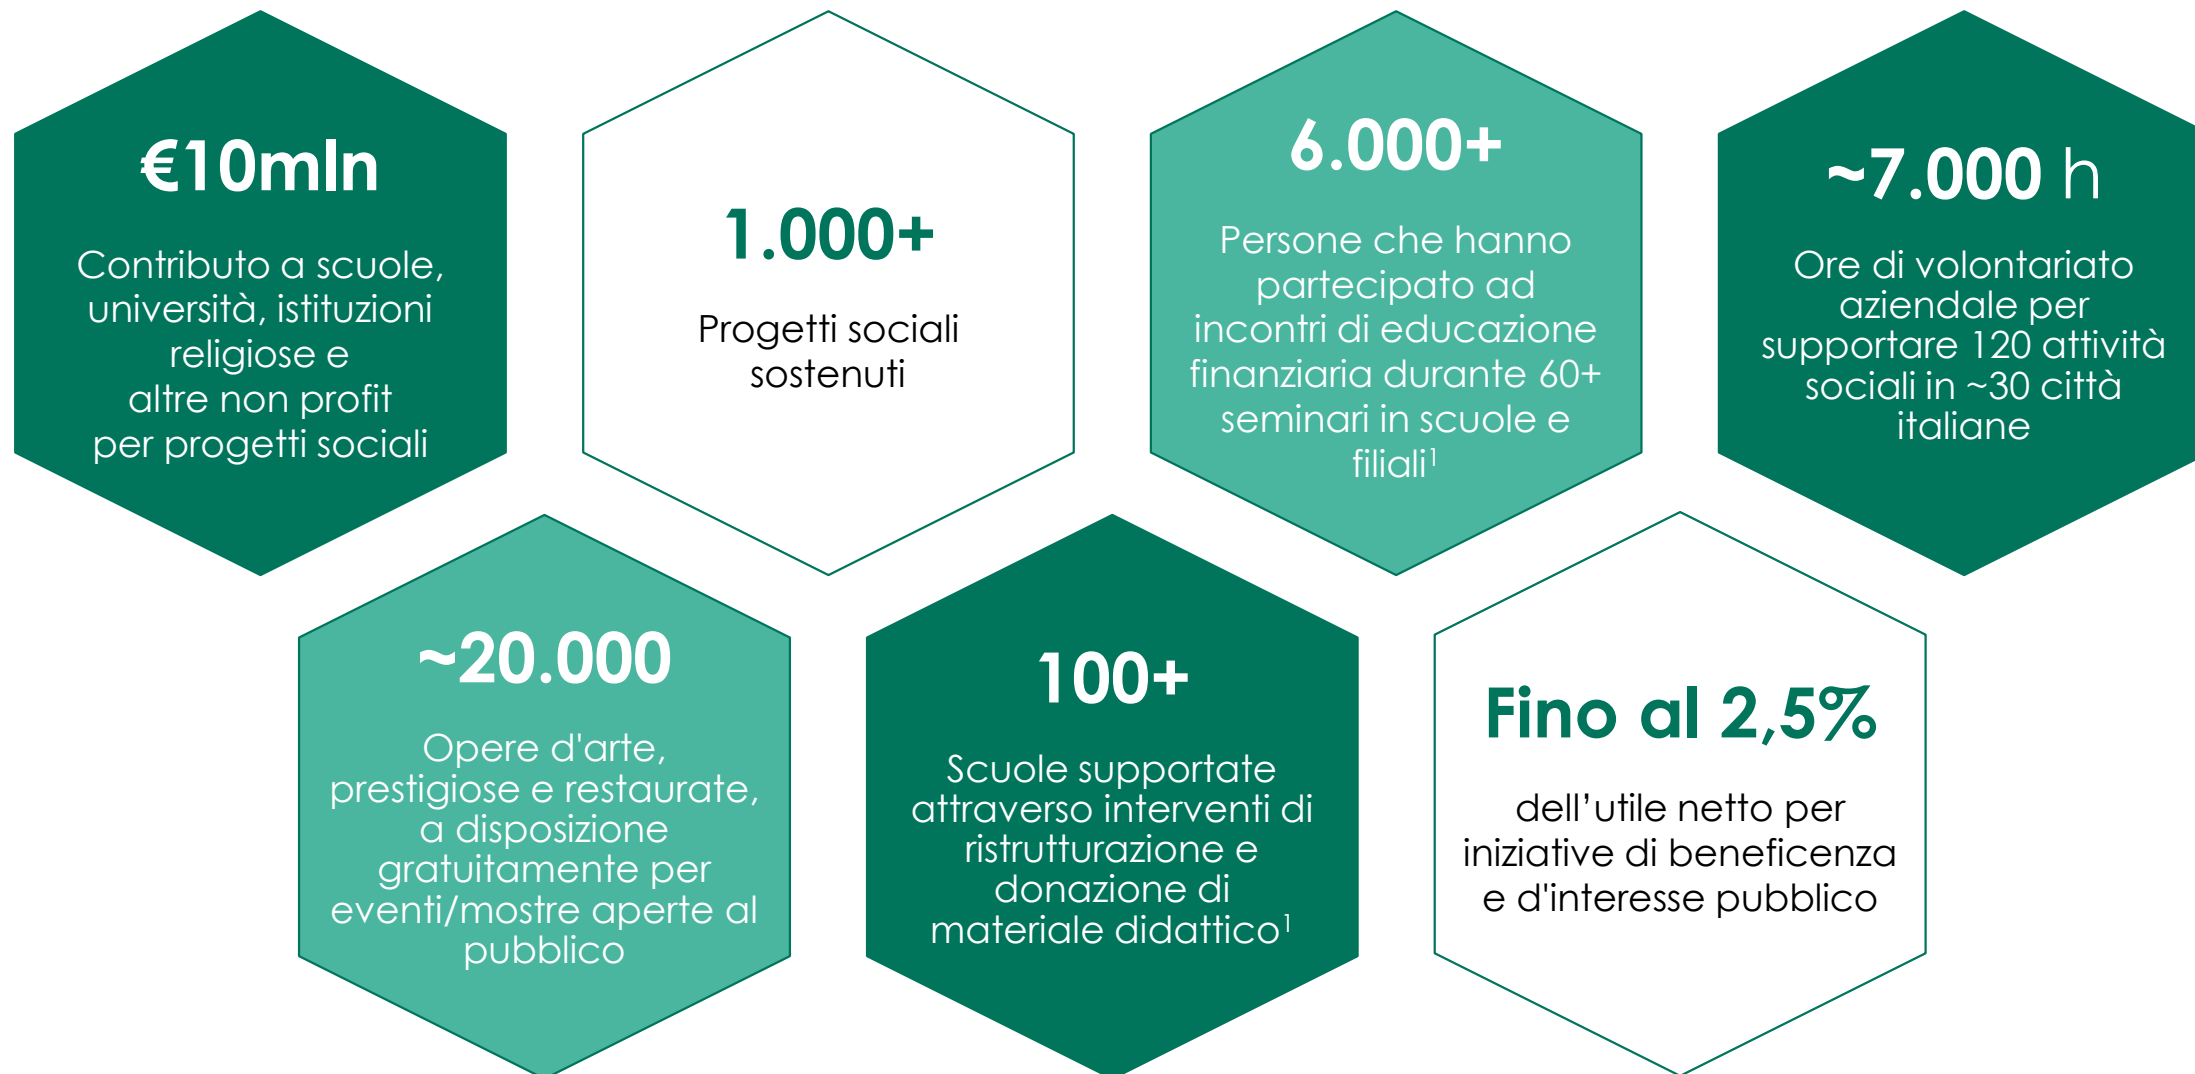 €10mln
Contributo a scuole,
università, istituzioni
religiose e
altre non profit
per progetti sociali
1.000+
Progetti sociali
sostenuti
6.000+
Persone che hanno
partecipato ad
incontri di educazione
finanziaria durante 60+
seminari in scuole e
filiali¹
~7.000 h
Ore di volontariato
aziendale per
supportare 120 attività
sociali in ~30 città
italiane
~20.000
Opere d'arte,
prestigiose e restaurate,
a disposizione
gratuitamente per
eventi/mostre aperte al
pubblico
100+
Scuole supportate
attraverso interventi di
ristrutturazione e
donazione di
materiale didattico¹
Fino al 2,5%
dell’utile netto per
iniziative di beneficenza
e d'interesse pubblico